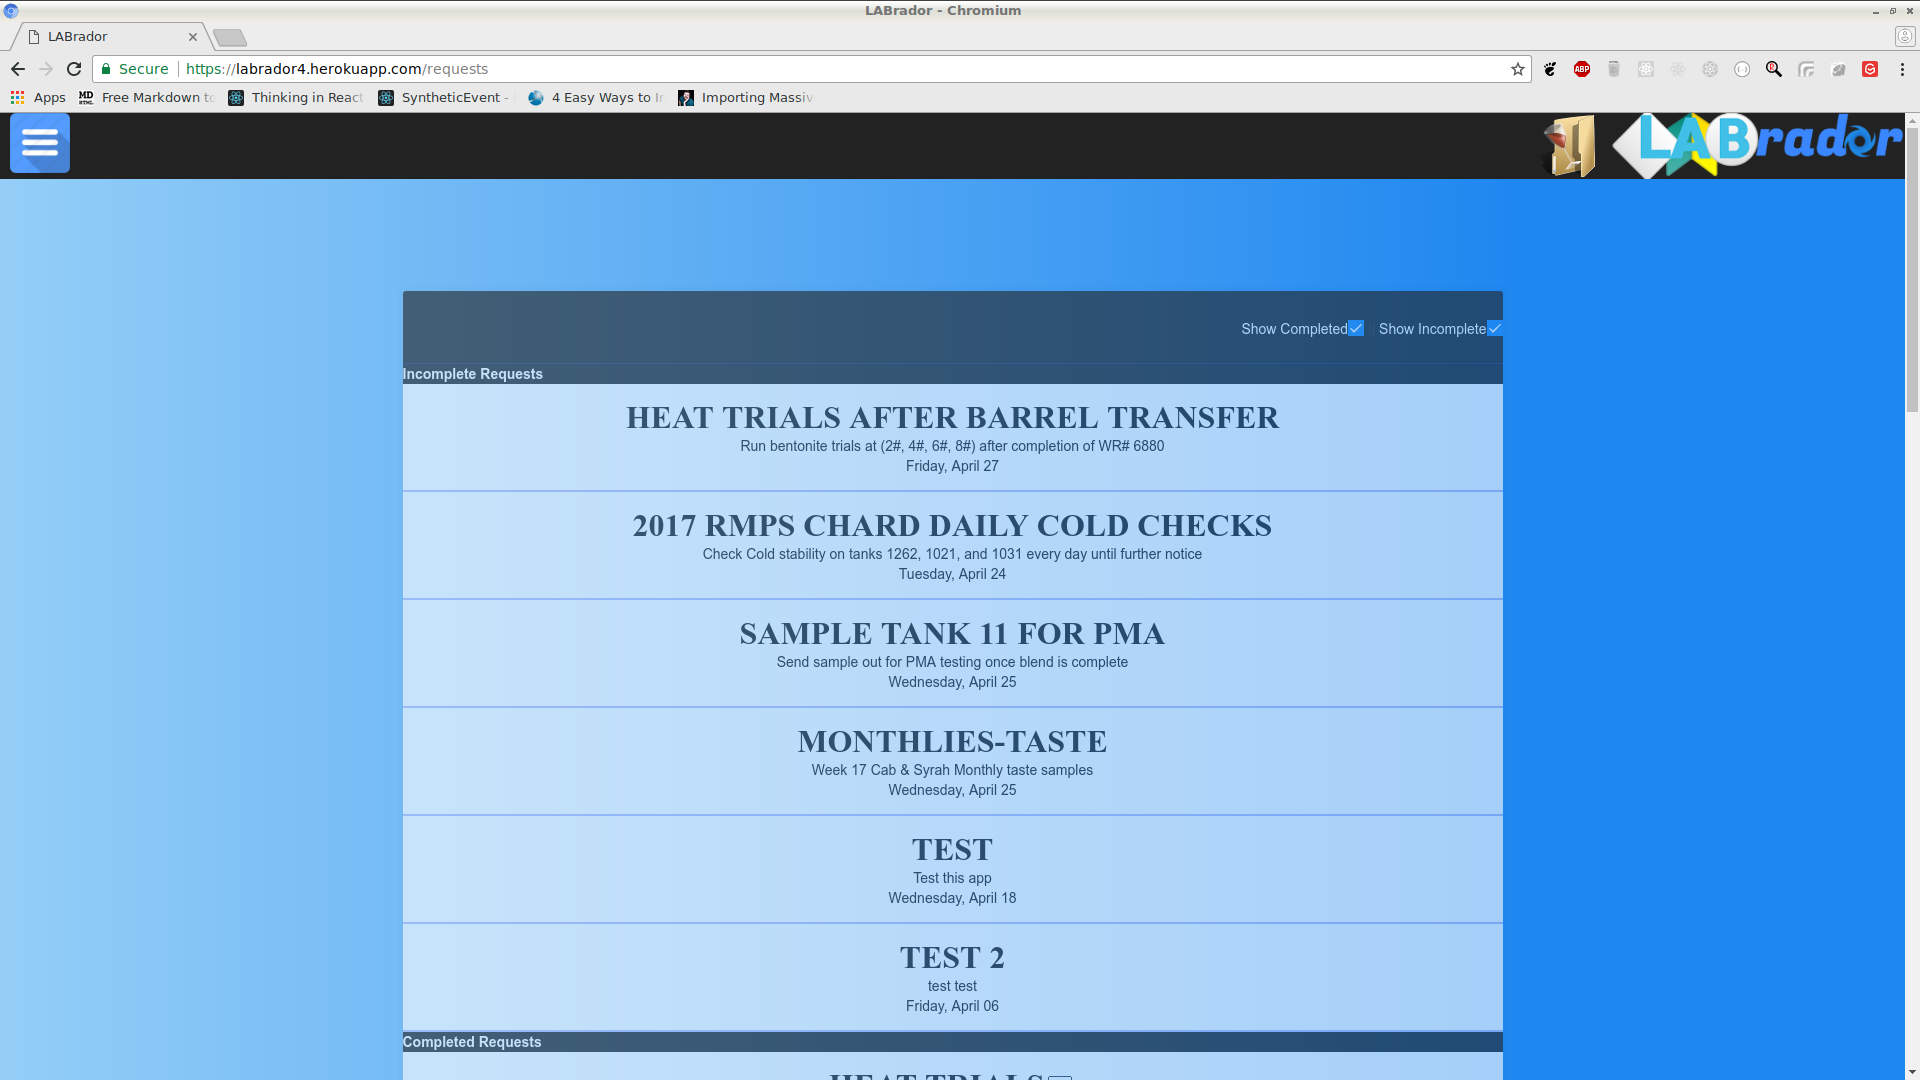 LABrador - Chromium
LABrador
Secure https://labrador4.herokuapp.com/requests
ABP
Apps MD HTML Free Markdown to Thinking in React SyntheticEvent - 4 Easy Ways to Importing Massiv
LABrador
Show Completed Show Incomplete
Incomplete Requests
HEAT TRIALS AFTER BARREL TRANSFER
Run bentonite trials at (2#, 4#, 6#, 8#) after completion of WR# 6880
Friday, April 27
2017 RMPS CHARD DAILY COLD CHECKS
Check Cold stability on tanks 1262, 1021, and 1031 every day until further notice
Tuesday, April 24
SAMPLE TANK 11 FOR PMA
Send sample out for PMA testing once blend is complete
Wednesday, April 25
MONTHLIES-TASTE
Week 17 Cab & Syrah Monthly taste samples
Wednesday, April 25
TEST
Test this app
Wednesday, April 18
TEST 2
test test
Friday, April 06
Completed Requests
HEAT TRIALS